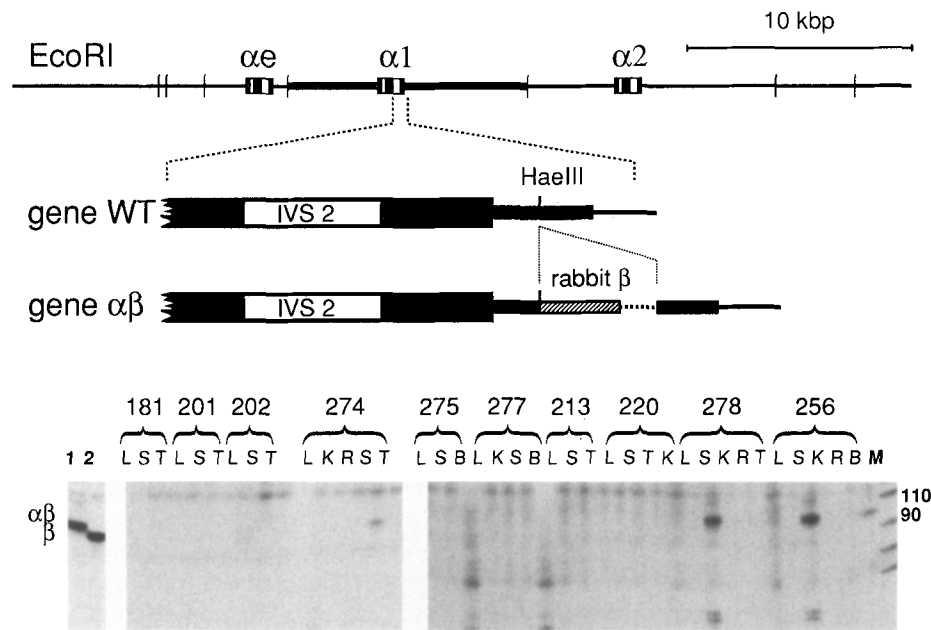 10 kbp
EcoRI αe α1 α2
HaeIII
gene WT IVS 2
rabbit β
gene αβ IVS 2
181 201 202 274 275 277 213 220 278 256
1 2 L S T L S T L S T L K R S T L S B L K S B L S T L S T K L S K R T L S K R B M
αβ 110
β 90